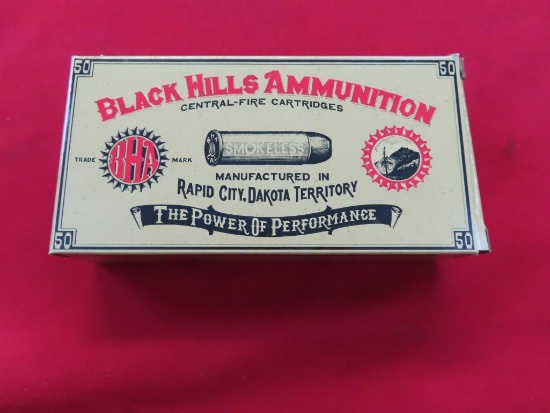 50 50
BLACK HILLS AMMUNITION
CENTRAL-FIRE CARTRIDGES
SMOKELESS
TRADE BHA MARK
MANUFACTURED IN
RAPID CITY, DAKOTA TERRITORY
THE POWER OF PERFORMANCE
50 50